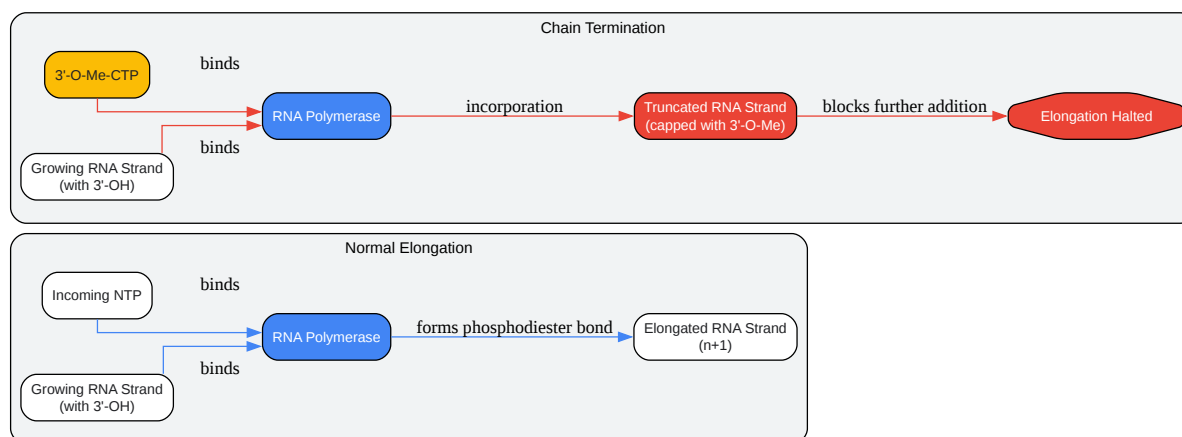 Chain Termination
3'-O-Me-CTP
binds
RNA Polymerase
incorporation
Truncated RNA Strand
(capped with 3'-O-Me)
blocks further addition
Elongation Halted
binds
Growing RNA Strand
(with 3'-OH)
Normal Elongation
Incoming NTP
binds
RNA Polymerase
forms phosphodiester bond
Elongated RNA Strand
(n+1)
binds
Growing RNA Strand
(with 3'-OH)